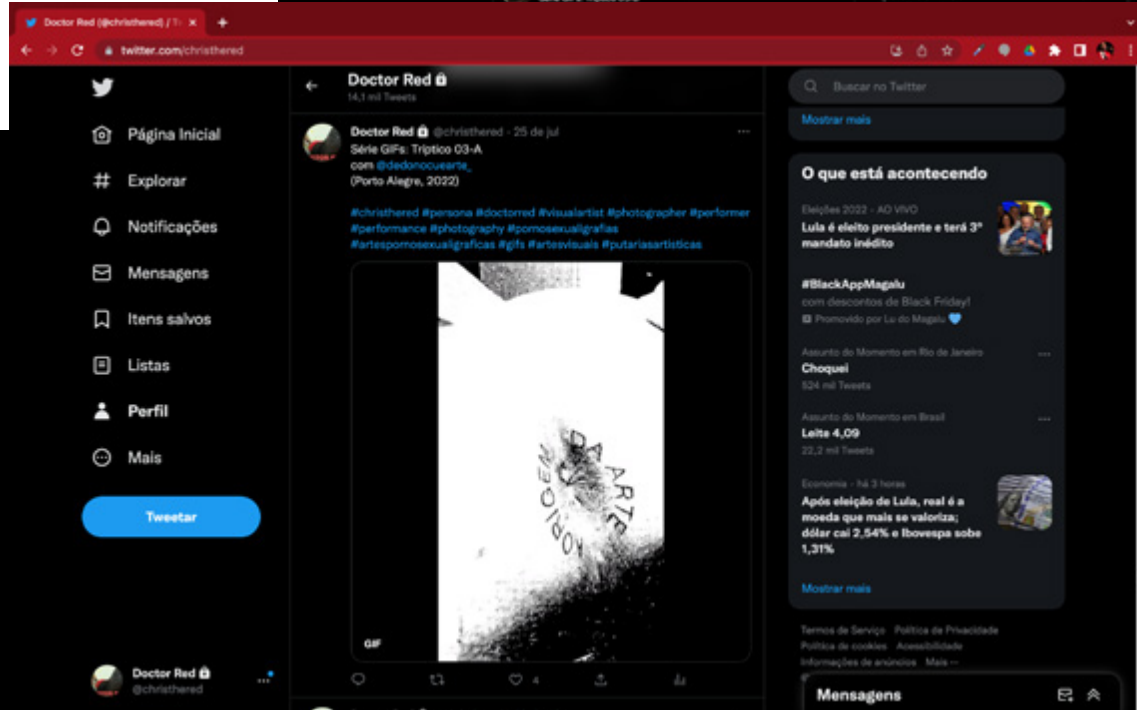 Doctor Red (@christhered) / Tw
twitter.com/christhered
Página Inicial
Explorar
Notificações
Mensagens
Itens salvos
Listas
Perfil
Mais
Tweetar
Doctor Red
@christhered
Doctor Red
14,1 mil Tweets
Doctor Red @christhered · 25 de jul
Série GIFs: Tríptico 03-A
com @dedonocuearte_
(Porto Alegre, 2022)
#christhered #persona #doctorred #visualartist #photographer #performer
#performance #photography #pornosexualigrafias
#artespornosexualigraficas #gifs #artesvisuais #putariasartisticas
DE ARTE
GIF
4
Buscar no Twitter
Mostrar mais
O que está acontecendo
Eleições 2022 · AO VIVO
Lula é eleito presidente e terá 3º
mandato inédito
#BlackAppMagalu
com descontos de Black Friday!
Promovido por Lu do Magalu 💙
Assunto do Momento em Rio de Janeiro
Choquei
524 mil Tweets
Assunto do Momento em Brasil
Leite 4,09
22,2 mil Tweets
Economia · há 3 horas
Após eleição de Lula, real é a
moeda que mais se valoriza;
dólar cai 2,54% e Ibovespa sobe
1,31%
Mostrar mais
Termos de Serviço Política de Privacidade
Política de cookies Acessibilidade
Informações de anúncios Mais ···
Mensagens